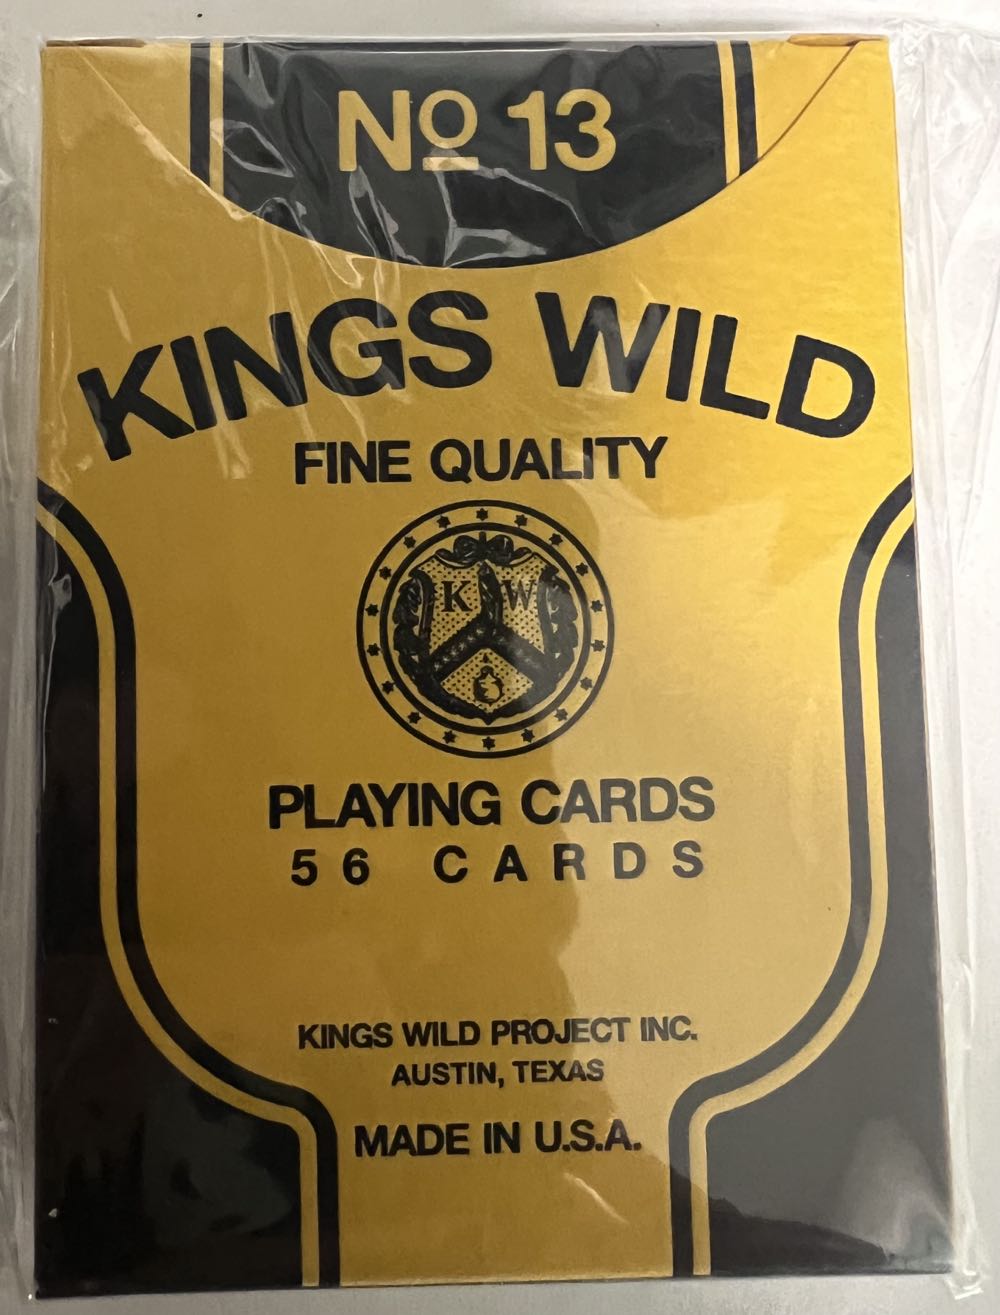 No 13
KINGS WILD
FINE QUALITY
K W
PLAYING CARDS
56 CARDS
KINGS WILD PROJECT INC.
AUSTIN, TEXAS
MADE IN U.S.A.